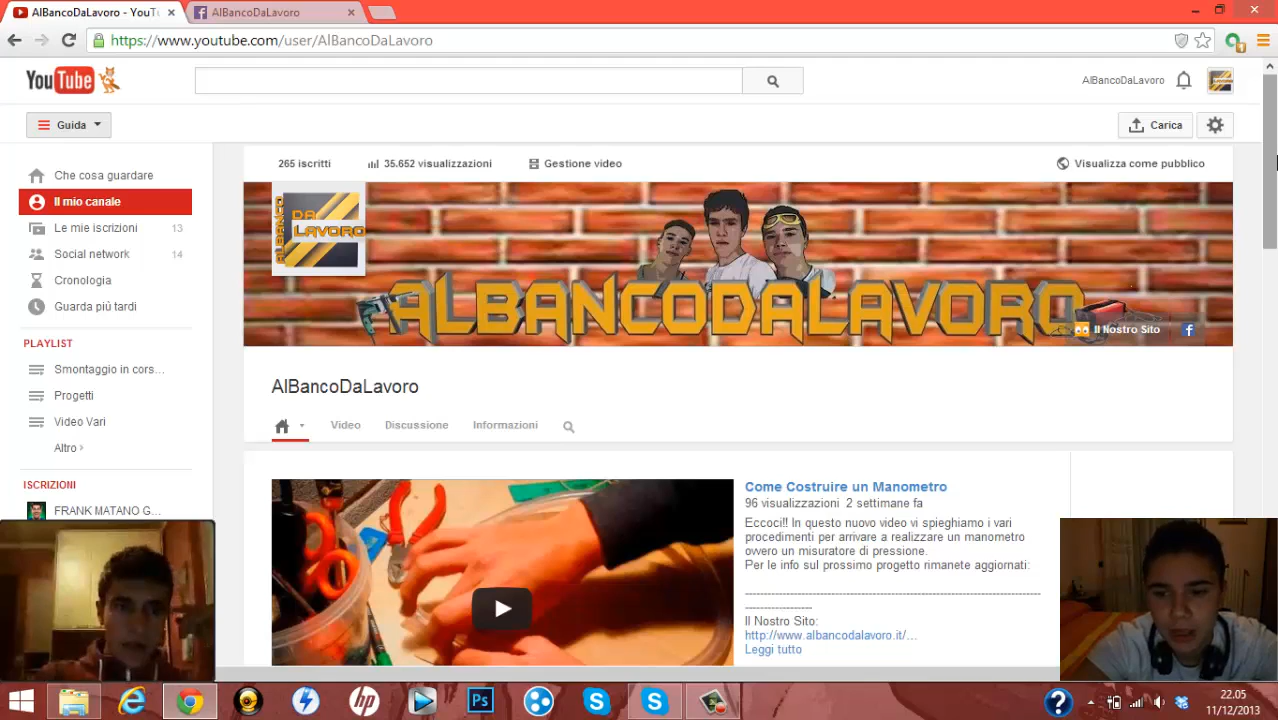 AlBancoDaLavoro - YouTu
AlBancoDaLavoro
https://www.youtube.com/user/AlBancoDaLavoro
YouTube
AlBancoDaLavoro
Guida
Carica
Che cosa guardare
Il mio canale
Le mie iscrizioni 13
Social network 14
Cronologia
Guarda più tardi
PLAYLIST
Smontaggio in cors...
Progetti
Video Vari
Altro ›
ISCRIZIONI
FRANK MATANO G...
265 iscritti
35.652 visualizzazioni
Gestione video
Visualizza come pubblico
ALBANCO
DA
LAVORO
ALBANCODALAVORO
Il Nostro Sito
AlBancoDaLavoro
Video
Discussione
Informazioni
Come Costruire un Manometro
96 visualizzazioni 2 settimane fa
Eccoci!! In questo nuovo video vi spieghiamo i vari
procedimenti per arrivare a realizzare un manometro
ovvero un misuratore di pressione.
Per le info sul prossimo progetto rimanete aggiornati:
----------------------------------------------------------------------
----------------
Il Nostro Sito:
http://www.albancodalavoro.it/...
Leggi tutto
22.05
11/12/2013